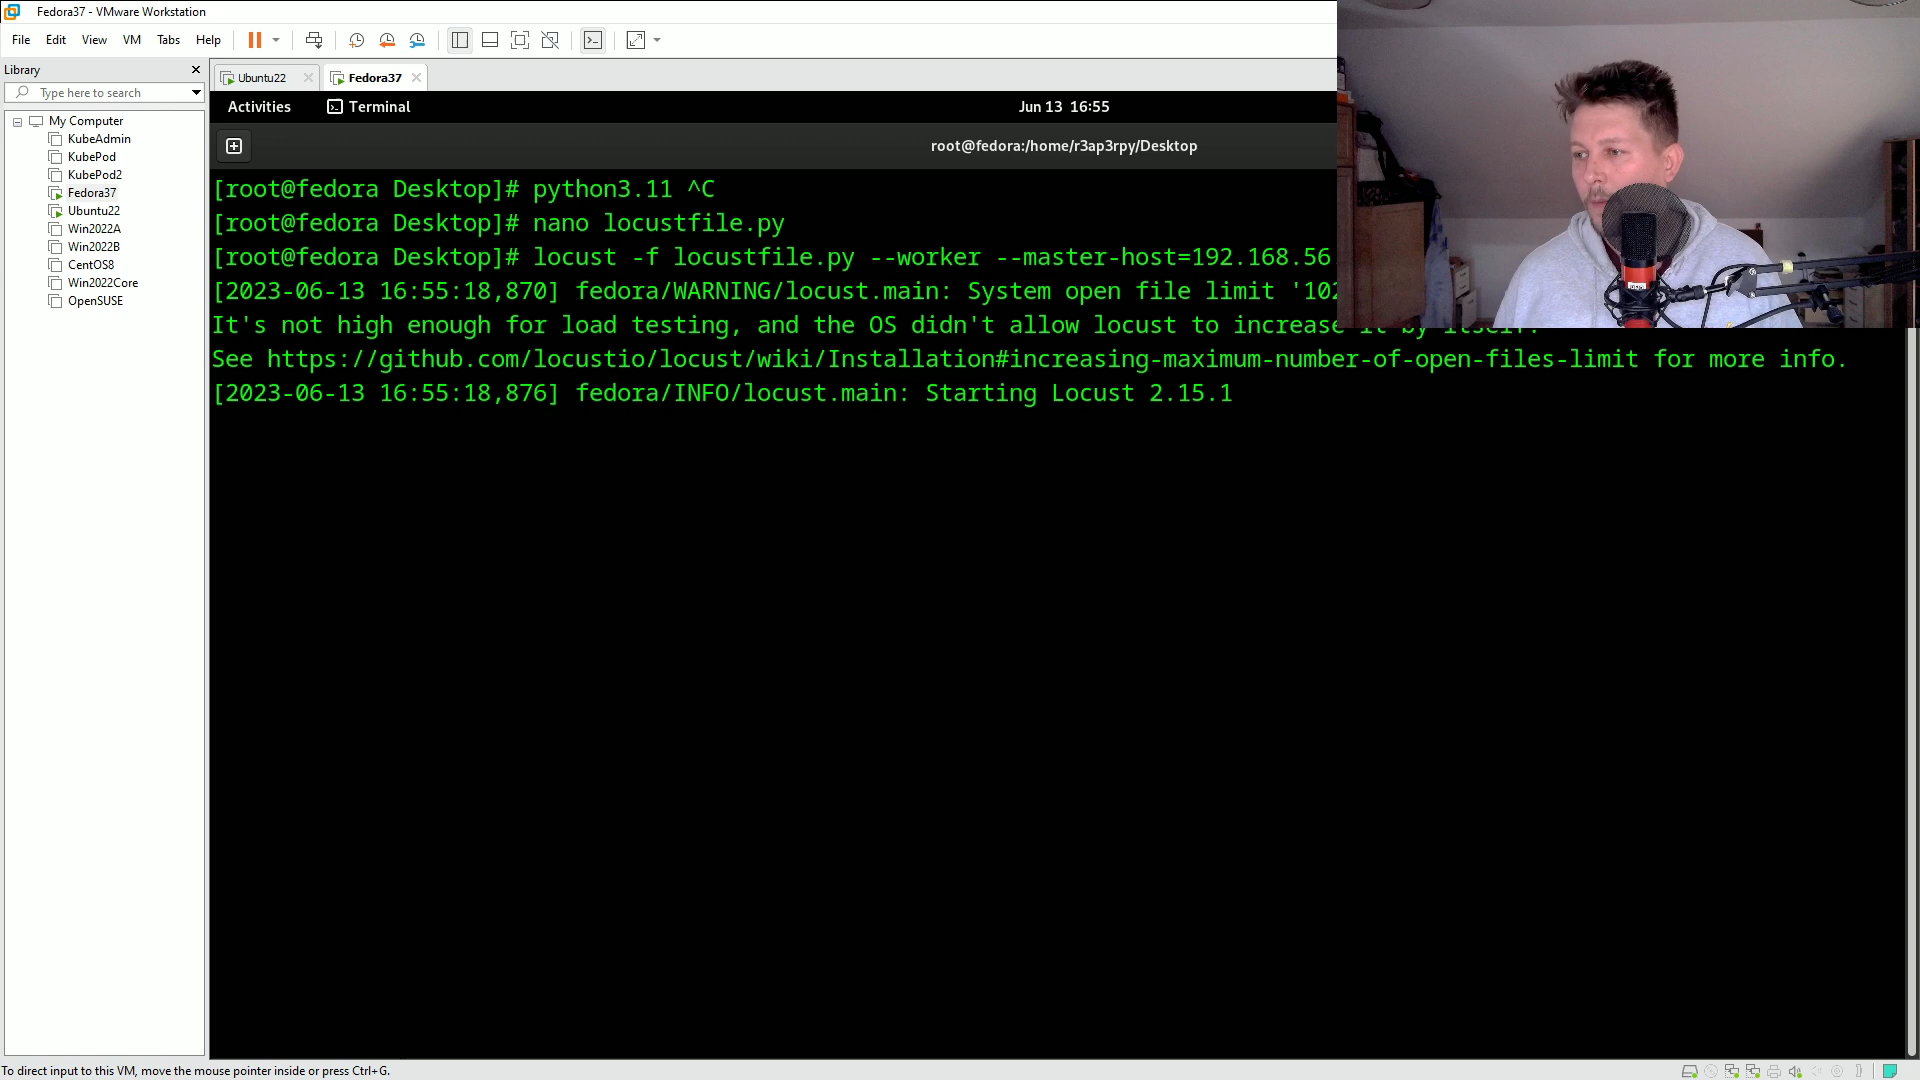 Fedora37 - VMware Workstation
File Edit View VM Tabs Help
Library
Type here to search
My Computer
KubeAdmin
KubePod
KubePod2
Fedora37
Ubuntu22
Win2022A
Win2022B
CentOS8
Win2022Core
OpenSUSE
Ubuntu22 Fedora37
Activities Terminal Jun 13 16:55
root@fedora:/home/r3ap3rpy/Desktop
[root@fedora Desktop]# python3.11 ^C
[root@fedora Desktop]# nano locustfile.py
[root@fedora Desktop]# locust -f locustfile.py --worker --master-host=192.168.56
[2023-06-13 16:55:18,870] fedora/WARNING/locust.main: System open file limit '102
It's not high enough for load testing, and the OS didn't allow locust to increase it by itself.
See https://github.com/locustio/locust/wiki/Installation#increasing-maximum-number-of-open-files-limit for more info.
[2023-06-13 16:55:18,876] fedora/INFO/locust.main: Starting Locust 2.15.1
To direct input to this VM, move the mouse pointer inside or press Ctrl+G.